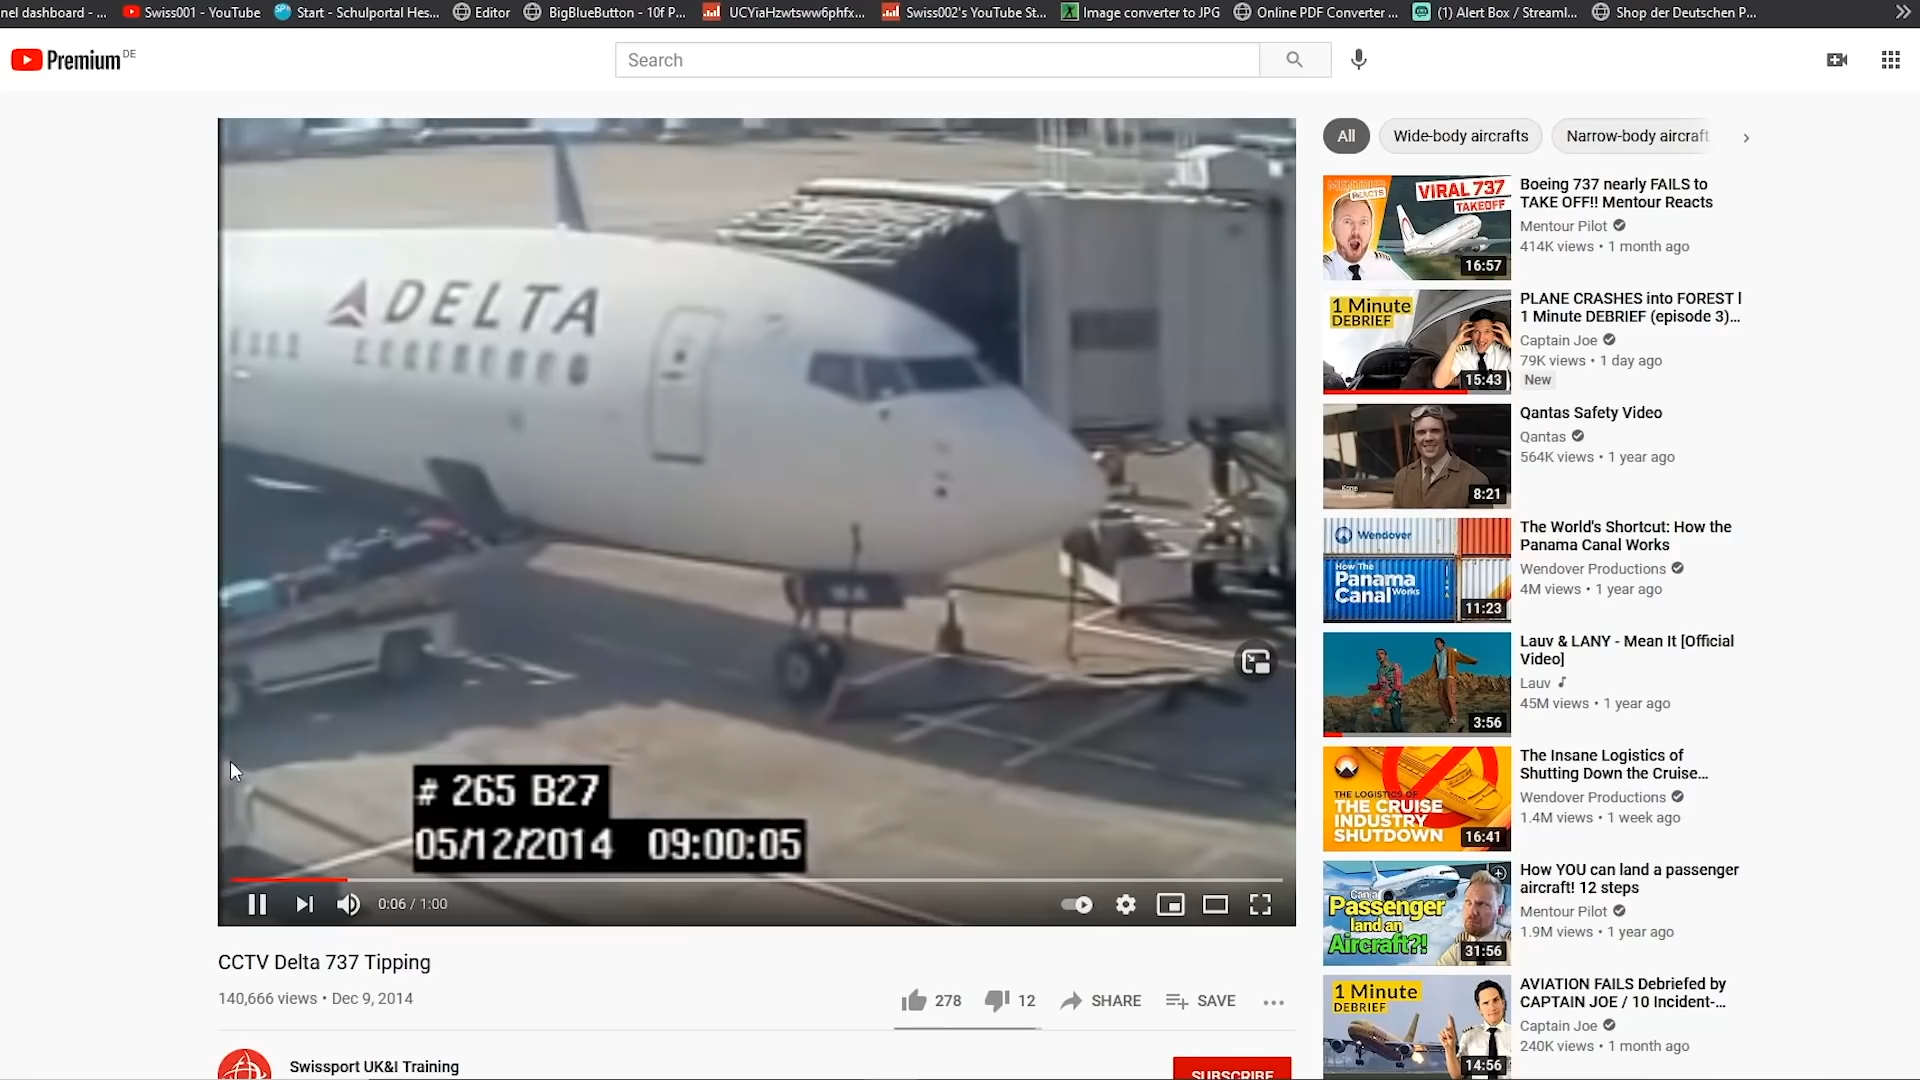 nel dashboard - ...
Swiss001 - YouTube
Start - Schulportal Hes...
Editor
BigBlueButton - 10f P...
UCYiaHzwtsww6phfx...
Swiss002's YouTube St...
Image converter to JPG
Online PDF Converter ...
(1) Alert Box / Streaml...
Shop der Deutschen P...
Premium DE
Search
DELTA
# 265 B27
05/12/2014 09:00:05
0:06 / 1:00
CCTV Delta 737 Tipping
140,666 views • Dec 9, 2014
278
12
SHARE
SAVE
Swissport UK&I Training
SUBSCRIBE
All
Wide-body aircrafts
Narrow-body aircraft
MENTOUR
REACTS
VIRAL 737
TAKEOFF
16:57
Boeing 737 nearly FAILS to
TAKE OFF!! Mentour Reacts
Mentour Pilot
414K views • 1 month ago
1 Minute
DEBRIEF
15:43
PLANE CRASHES into FOREST l
1 Minute DEBRIEF (episode 3)...
Captain Joe
79K views • 1 day ago
New
8:21
Qantas Safety Video
Qantas
564K views • 1 year ago
Wendover
How The
Panama
Canal Works
11:23
The World's Shortcut: How the
Panama Canal Works
Wendover Productions
4M views • 1 year ago
3:56
Lauv & LANY - Mean It [Official
Video]
Lauv
45M views • 1 year ago
THE LOGISTICS OF
THE CRUISE
INDUSTRY
SHUTDOWN
16:41
The Insane Logistics of
Shutting Down the Cruise...
Wendover Productions
1.4M views • 1 week ago
Can a
Passenger
land an
Aircraft?!
31:56
How YOU can land a passenger
aircraft! 12 steps
Mentour Pilot
1.9M views • 1 year ago
1 Minute
DEBRIEF
14:56
AVIATION FAILS Debriefed by
CAPTAIN JOE / 10 Incident-...
Captain Joe
240K views • 1 month ago